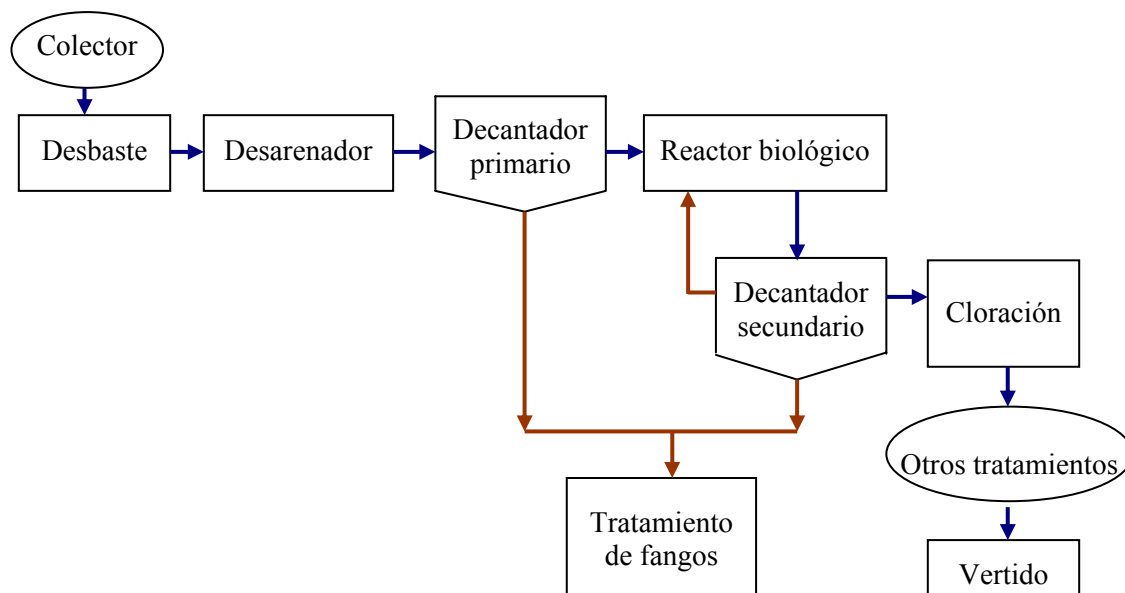 Colector
Desbaste
Desarenador
Decantador
primario
Reactor biológico
Decantador
secundario
Cloración
Otros tratamientos
Tratamiento
de fangos
Vertido